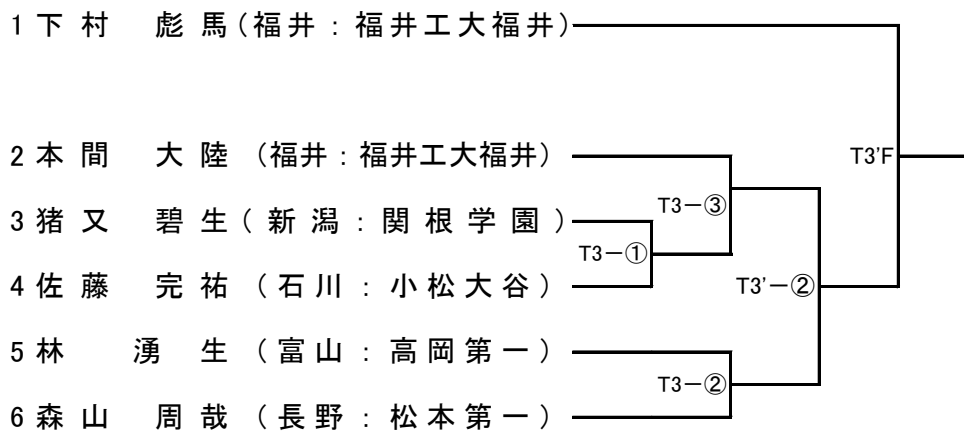 1 下村 彪馬 (福井：福井工大福井)
2 本間 大陸 (福井：福井工大福井)
T3'F
T3－③
3 猪又 碧生 (新潟：関根学園)
T3－①
4 佐藤 完祐 (石川：小松大谷)
T3'－②
5 林 湧生 (富山：高岡第一)
T3－②
6 森山 周哉 (長野：松本第一)